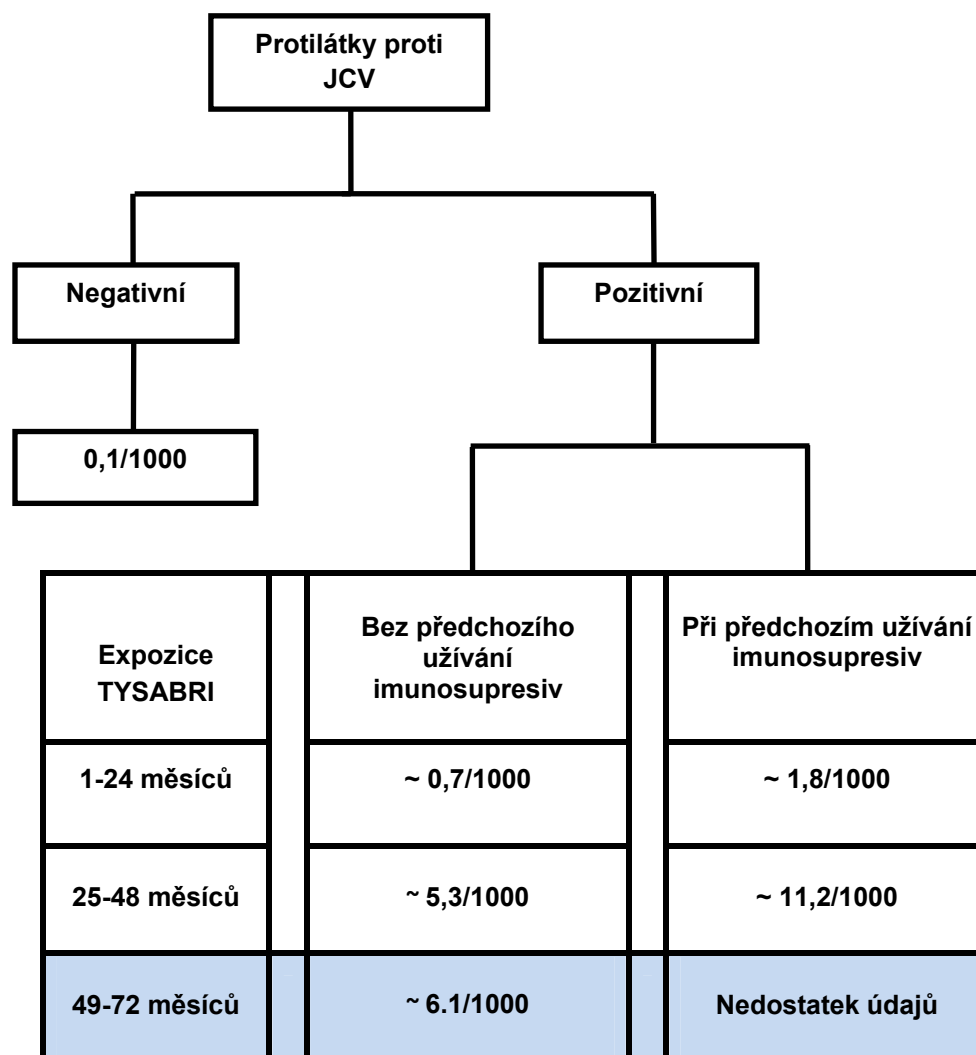 Protilátky proti
JCV
Negativní
Pozitivní
0,1/1000
Expozice
TYSABRI
Bez předchozího
užívání
imunosupresiv
Při předchozím užívání
imunosupresiv
1-24 měsíců
~ 0,7/1000
~ 1,8/1000
25-48 měsíců
~ 5,3/1000
~ 11,2/1000
49-72 měsíců
~ 6.1/1000
Nedostatek údajů